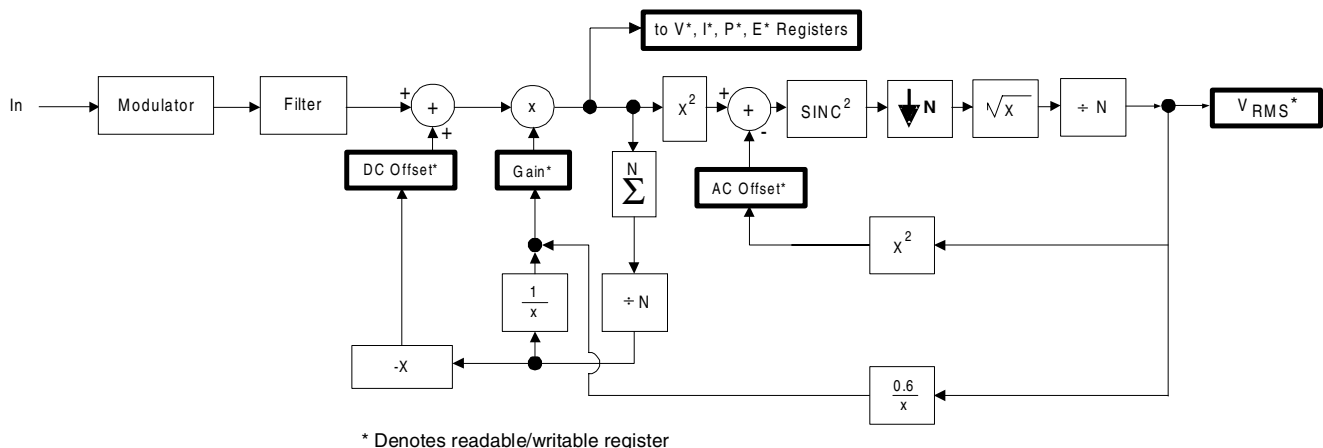 to V*, I*, P*, E* Registers
In
Modulator
Filter
+
+
+
x
X²
+
+
-
SINC²
N
√x
÷ N
V RMS*
DC Offset*
Gain*
N
Σ
AC Offset*
X²
1
x
÷ N
-X
0.6
x
* Denotes readable/writable register